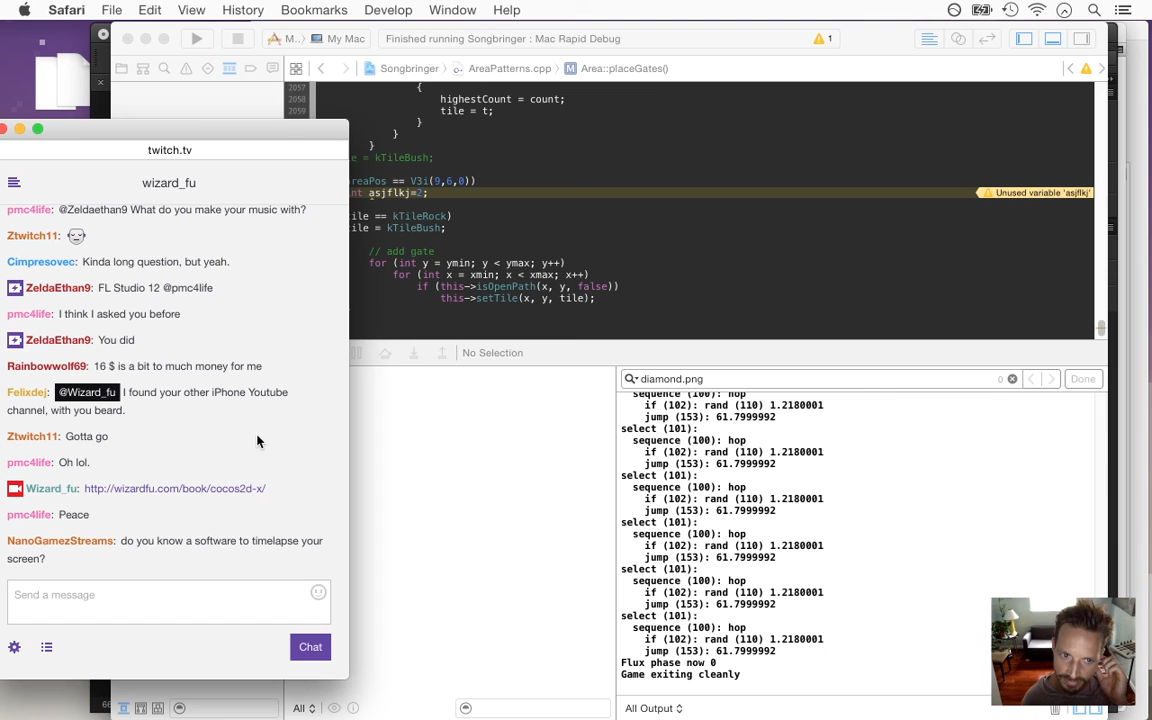 Safari File Edit View History Bookmarks Develop Window Help
M... My Mac Finished running Songbringer : Mac Rapid Debug 1
Songbringer AreaPatterns.cpp M Area::placeGates()
2057 {
2058 highestCount = count;
2059 tile = t;
}
}
}
e = kTileBush;
areaPos == V3i(9,6,0))
nt asjflkj=2; Unused variable 'asjflkj'
ile == kTileRock)
ile = kTileBush;
// add gate
for (int y = ymin; y < ymax; y++)
for (int x = xmin; x < xmax; x++)
if (this->isOpenPath(x, y, false))
this->setTile(x, y, tile);
No Selection
twitch.tv
wizard_fu
pmc4life: @Zeldaethan9 What do you make your music with?
Ztwitch11:
Cimpresovec: Kinda long question, but yeah.
ZeldaEthan9: FL Studio 12 @pmc4life
pmc4life: I think I asked you before
ZeldaEthan9: You did
Rainbowwolf69: 16 $ is a bit to much money for me
Felixdej: @Wizard_fu I found your other iPhone Youtube
channel, with you beard.
Ztwitch11: Gotta go
pmc4life: Oh lol.
Wizard_fu: http://wizardfu.com/book/cocos2d-x/
pmc4life: Peace
NanoGamezStreams: do you know a software to timelapse your
screen?
Send a message
Chat
diamond.png 0 Done
sequence (100): hop
if (102): rand (110) 1.2180001
jump (153): 61.7999992
select (101):
sequence (100): hop
if (102): rand (110) 1.2180001
jump (153): 61.7999992
select (101):
sequence (100): hop
if (102): rand (110) 1.2180001
jump (153): 61.7999992
select (101):
sequence (100): hop
if (102): rand (110) 1.2180001
jump (153): 61.7999992
select (101):
sequence (100): hop
if (102): rand (110) 1.2180001
jump (153): 61.7999992
select (101):
sequence (100): hop
if (102): rand (110) 1.2180001
jump (153): 61.7999992
Flux phase now 0
Game exiting cleanly
66 All All Output